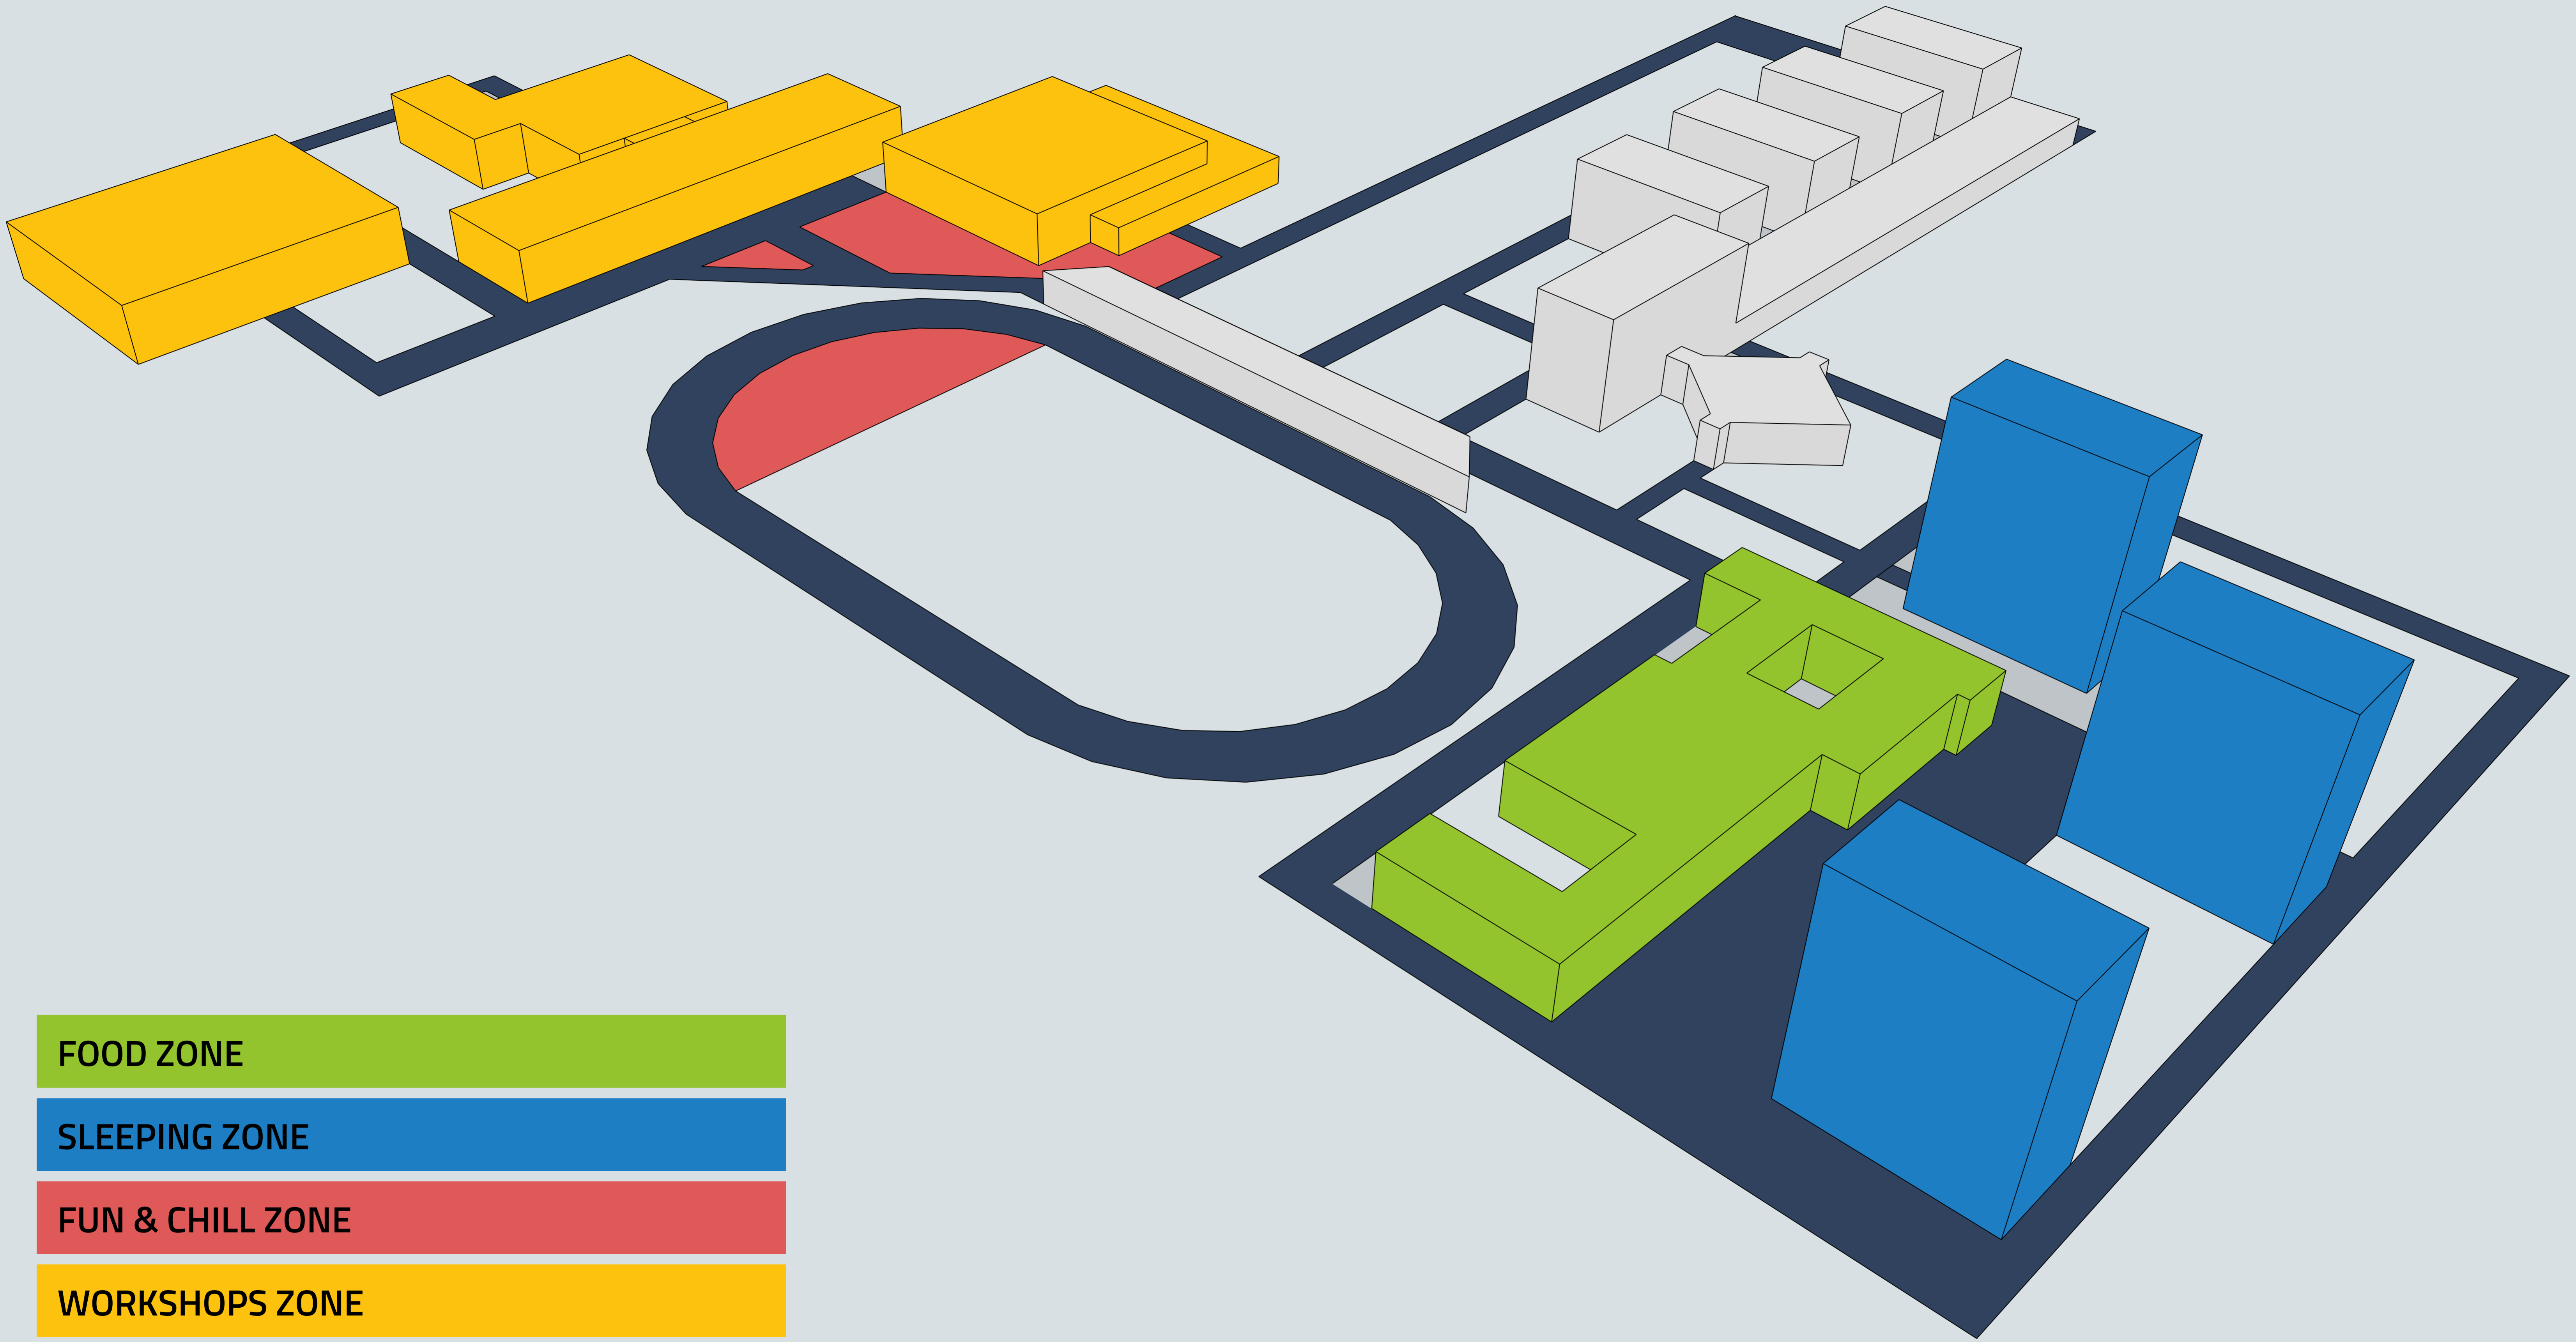 FOOD ZONE
SLEEPING ZONE
FUN & CHILL ZONE
WORKSHOPS ZONE